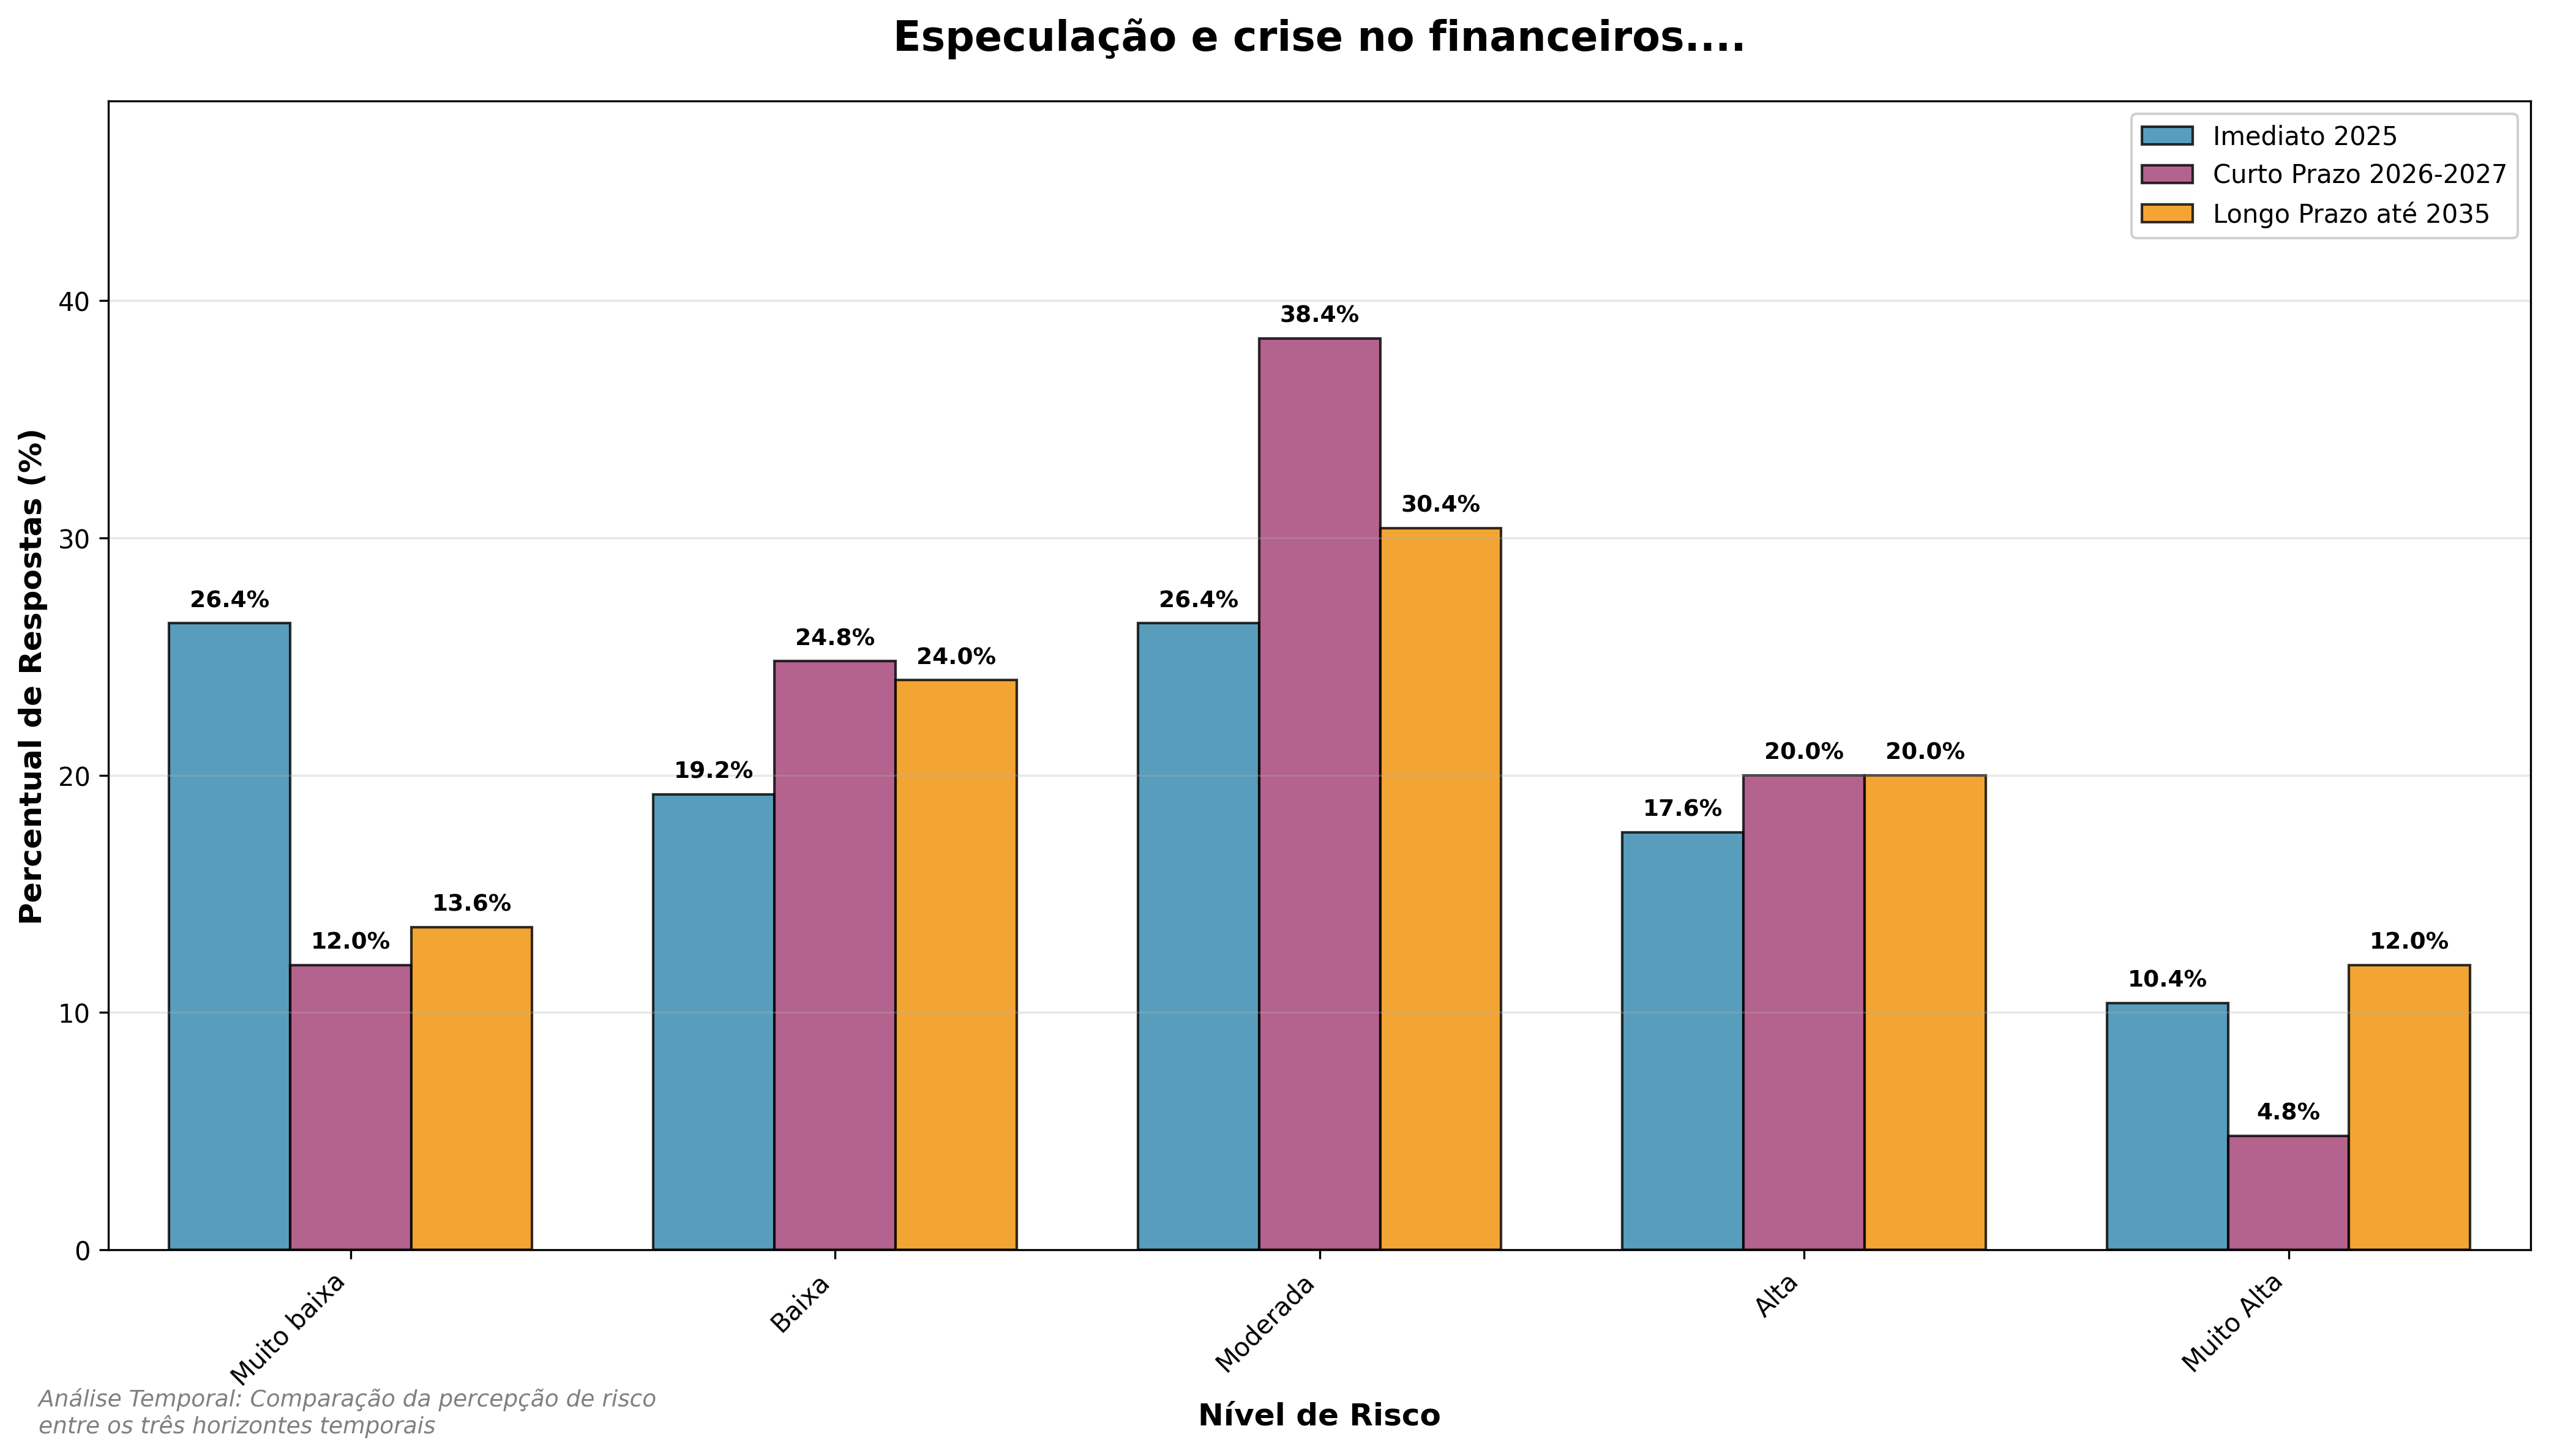 Especulação e crise no financeiros....
Imediato 2025
Curto Prazo 2026-2027
Longo Prazo até 2035
Percentual de Respostas (%)
40
30
20
10
0
26.4%
12.0%
13.6%
19.2%
24.8%
24.0%
26.4%
38.4%
30.4%
17.6%
20.0%
20.0%
10.4%
4.8%
12.0%
Muito baixa
Baixa
Moderada
Alta
Muito Alta
Nível de Risco
Análise Temporal: Comparação da percepção de risco
entre os três horizontes temporais